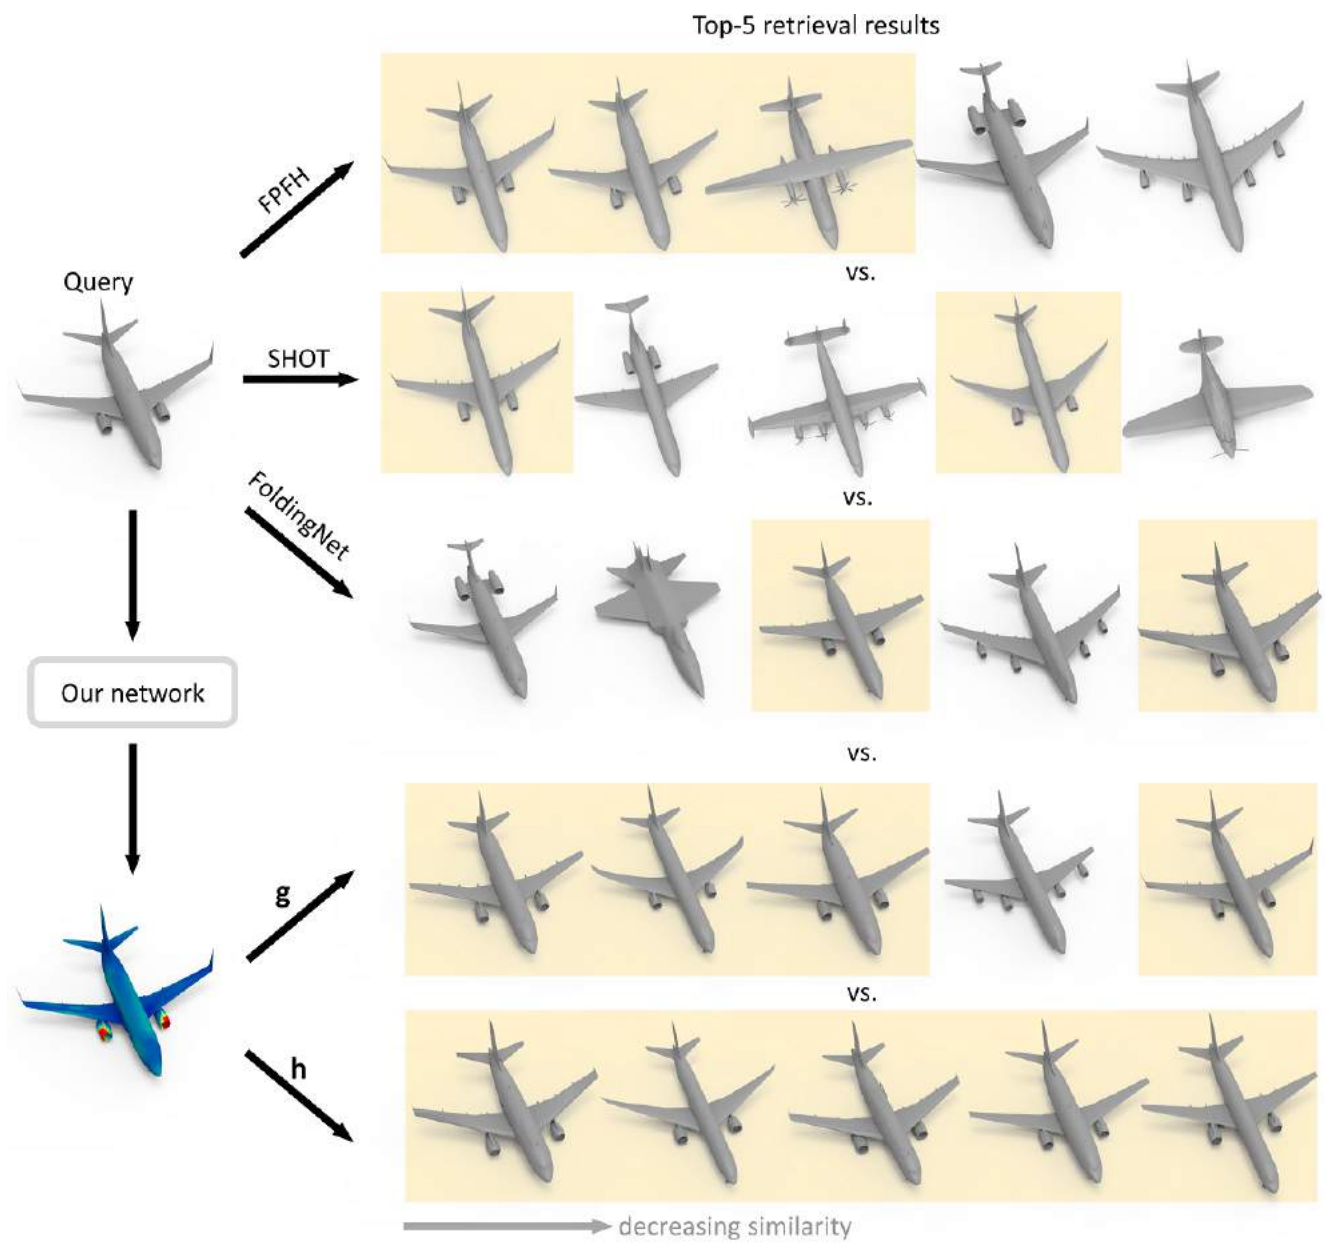 Top-5 retrieval results
FPFH
vs.
Query
SHOT
vs.
FoldingNet
Our network
vs.
g
vs.
h
decreasing similarity